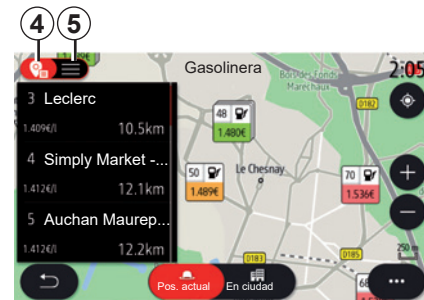 4 5
Gasolinera
2:05
3 Leclerc
1.409€/l 10.5km
4 Simply Market -...
1.412€/l 12.1km
5 Auchan Maurep...
1.412€/l 12.2km
Bois des Fonds
Maréchaux
D182
48
1.480€
50
1.489€
Le Chesnay
70
1.536€
D183
D185
250 m
68
Pos. actual
En ciudad